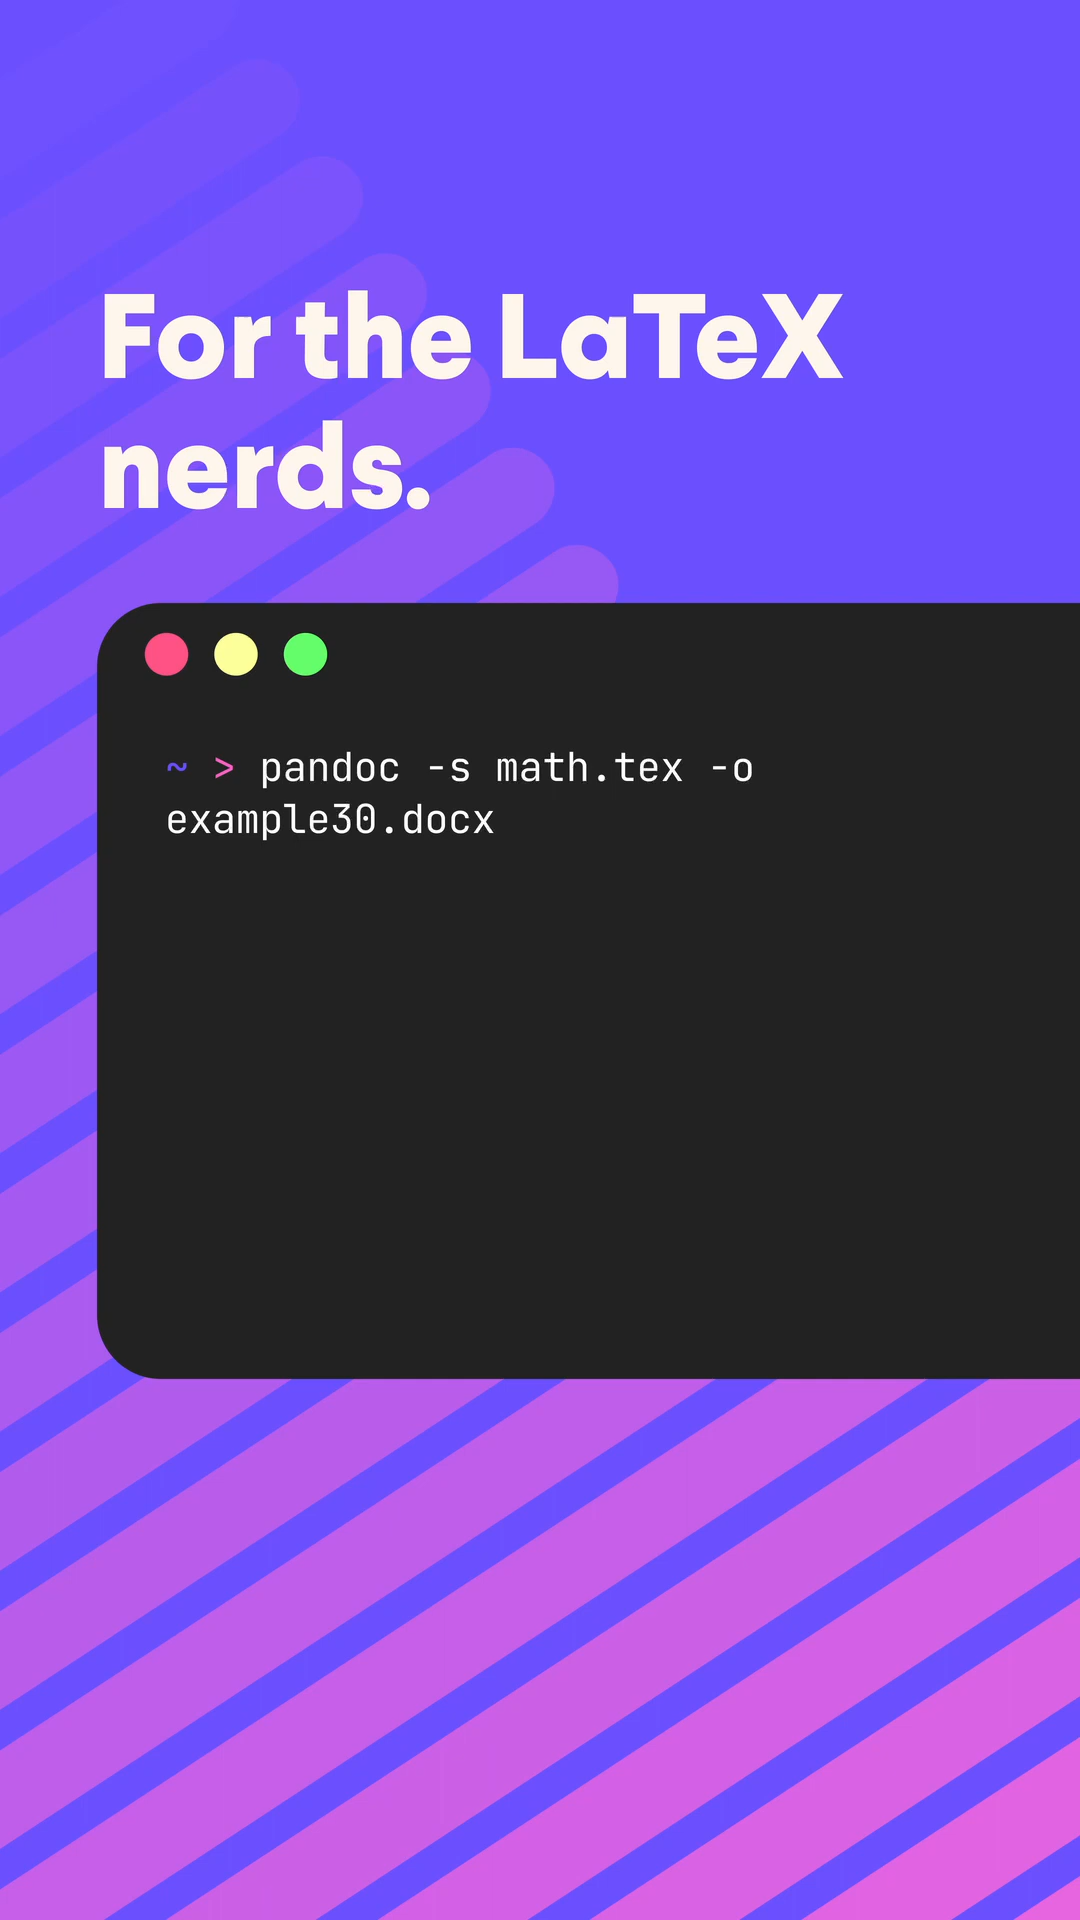 For the LaTeX
nerds.
~ > pandoc -s math.tex -o
example30.docx